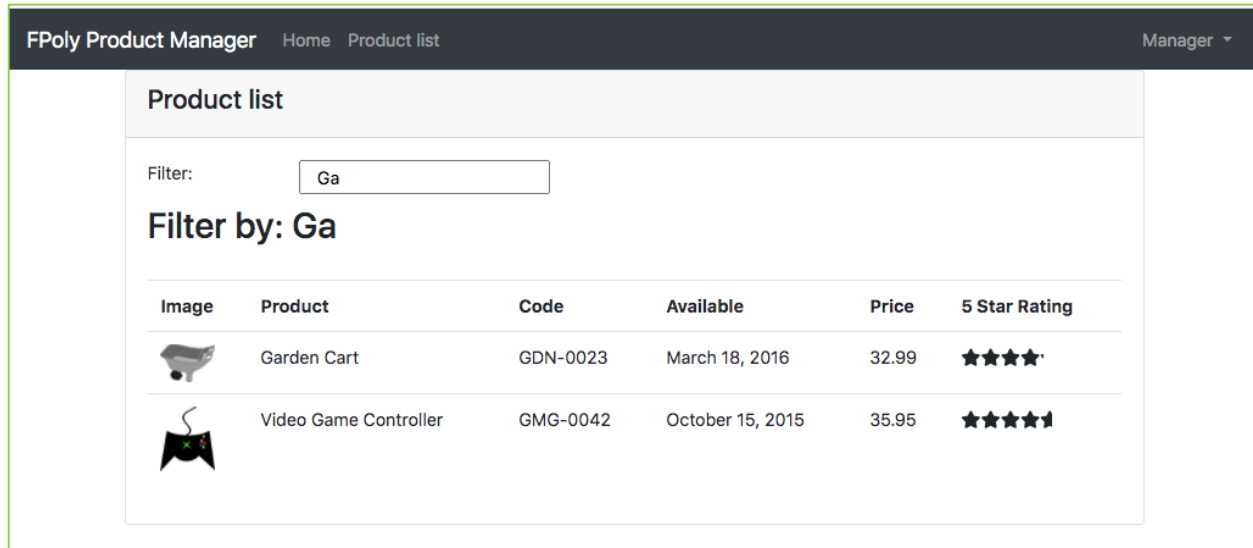 FPoly Product Manager Home Product list Manager
Product list
Filter: Ga
Filter by: Ga
Image Product Code Available Price 5 Star Rating
Garden Cart GDN-0023 March 18, 2016 32.99
Video Game Controller GMG-0042 October 15, 2015 35.95